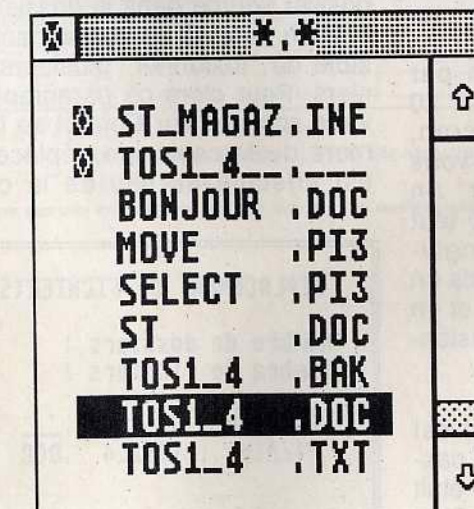 *.*
ST_MAGAZ.INE
TOS1_4__.___
BONJOUR .DOC
MOVE .PI3
SELECT .PI3
ST .DOC
TOS1_4 .BAK
TOS1_4 .DOC
TOS1_4 .TXT